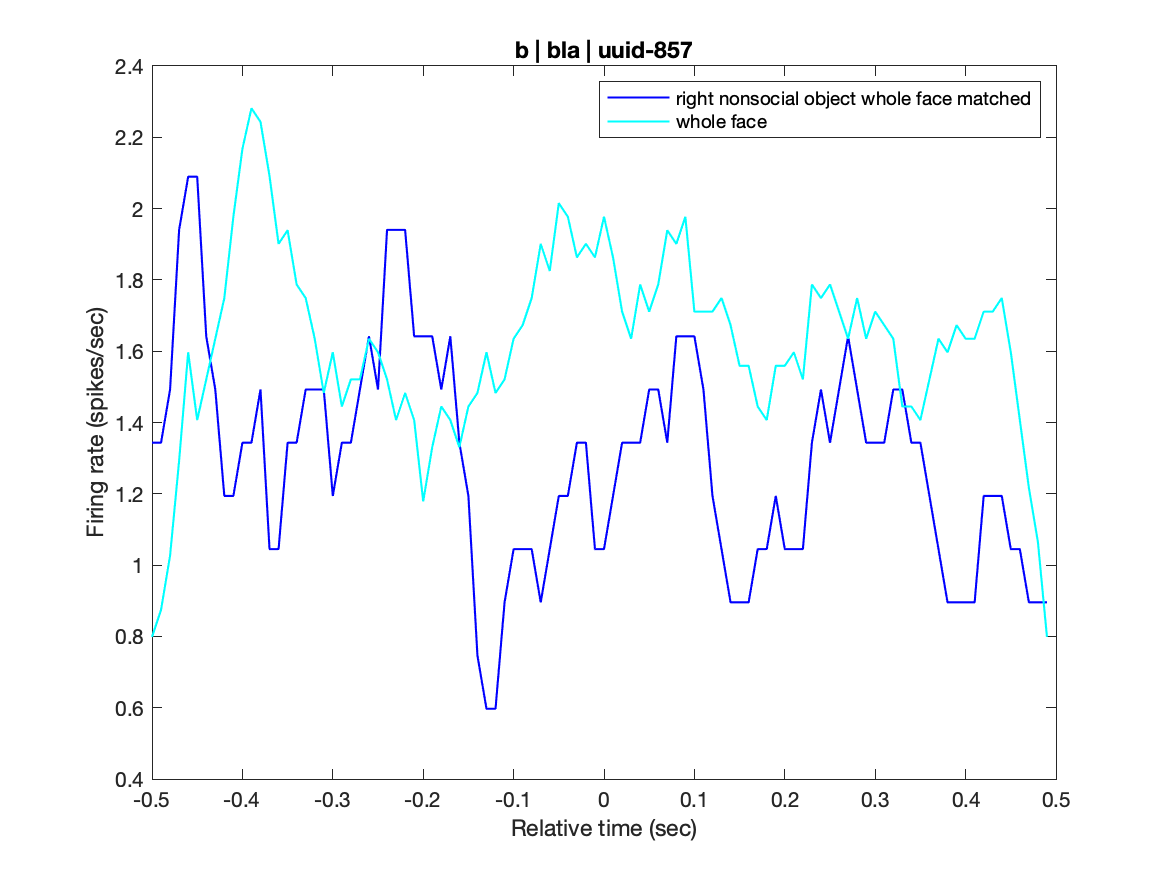 b | bla | uuid-857
right nonsocial object whole face matched
whole face
Firing rate (spikes/sec)
2.4
2.2
2
1.8
1.6
1.4
1.2
1
0.8
0.6
0.4
-0.5 -0.4 -0.3 -0.2 -0.1 0 0.1 0.2 0.3 0.4 0.5
Relative time (sec)